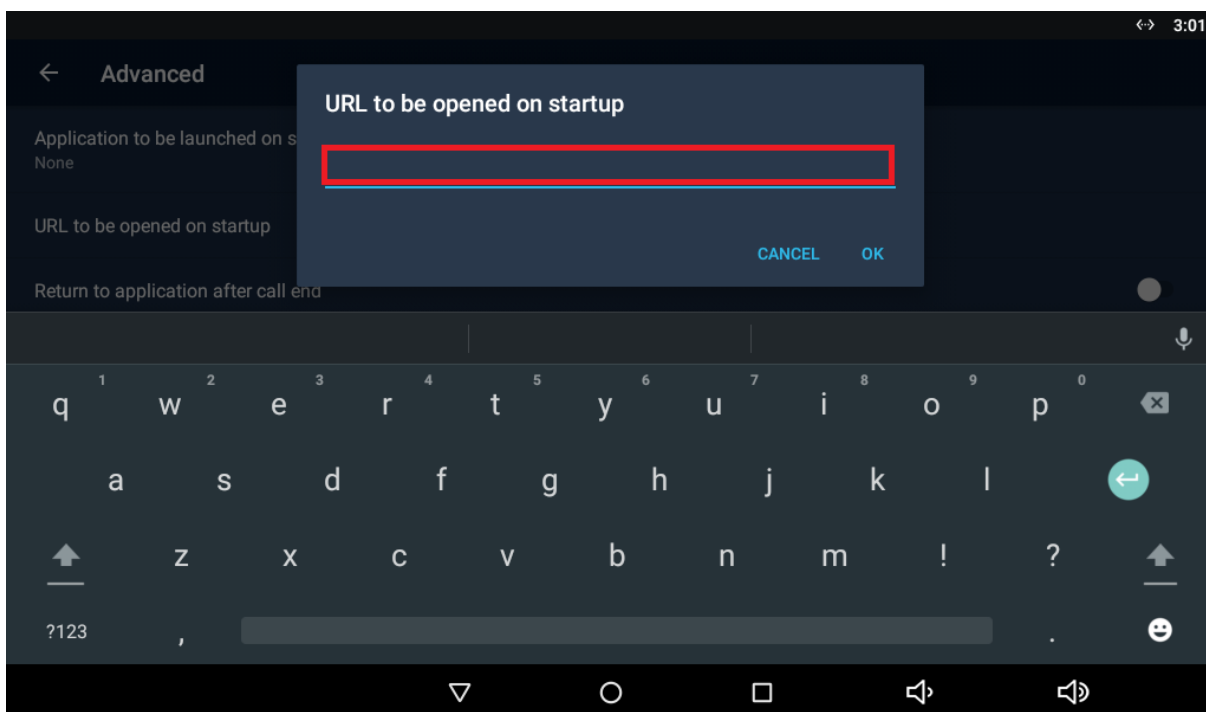 3:01
Advanced
URL to be opened on startup
Application to be launched on s
None
URL to be opened on startup
CANCEL OK
Return to application after call end
1 2 3 4 5 6 7 8 9 0
q w e r t y u i o p
a s d f g h j k l
z x c v b n m ! ?
?123 , .